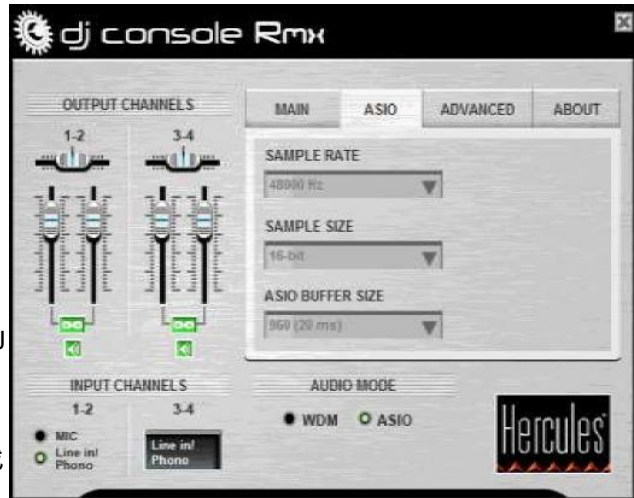 dj console Rmx
OUTPUT CHANNELS
1-2 3-4
MAIN ASIO ADVANCED ABOUT
SAMPLE RATE
48000 Hz
SAMPLE SIZE
16-bit
ASIO BUFFER SIZE
960 (20 ms)
INPUT CHANNELS
1-2 3-4
MIC
Line in/
Phono
Line in/
Phono
AUDIO MODE
WDM ASIO
Hercules